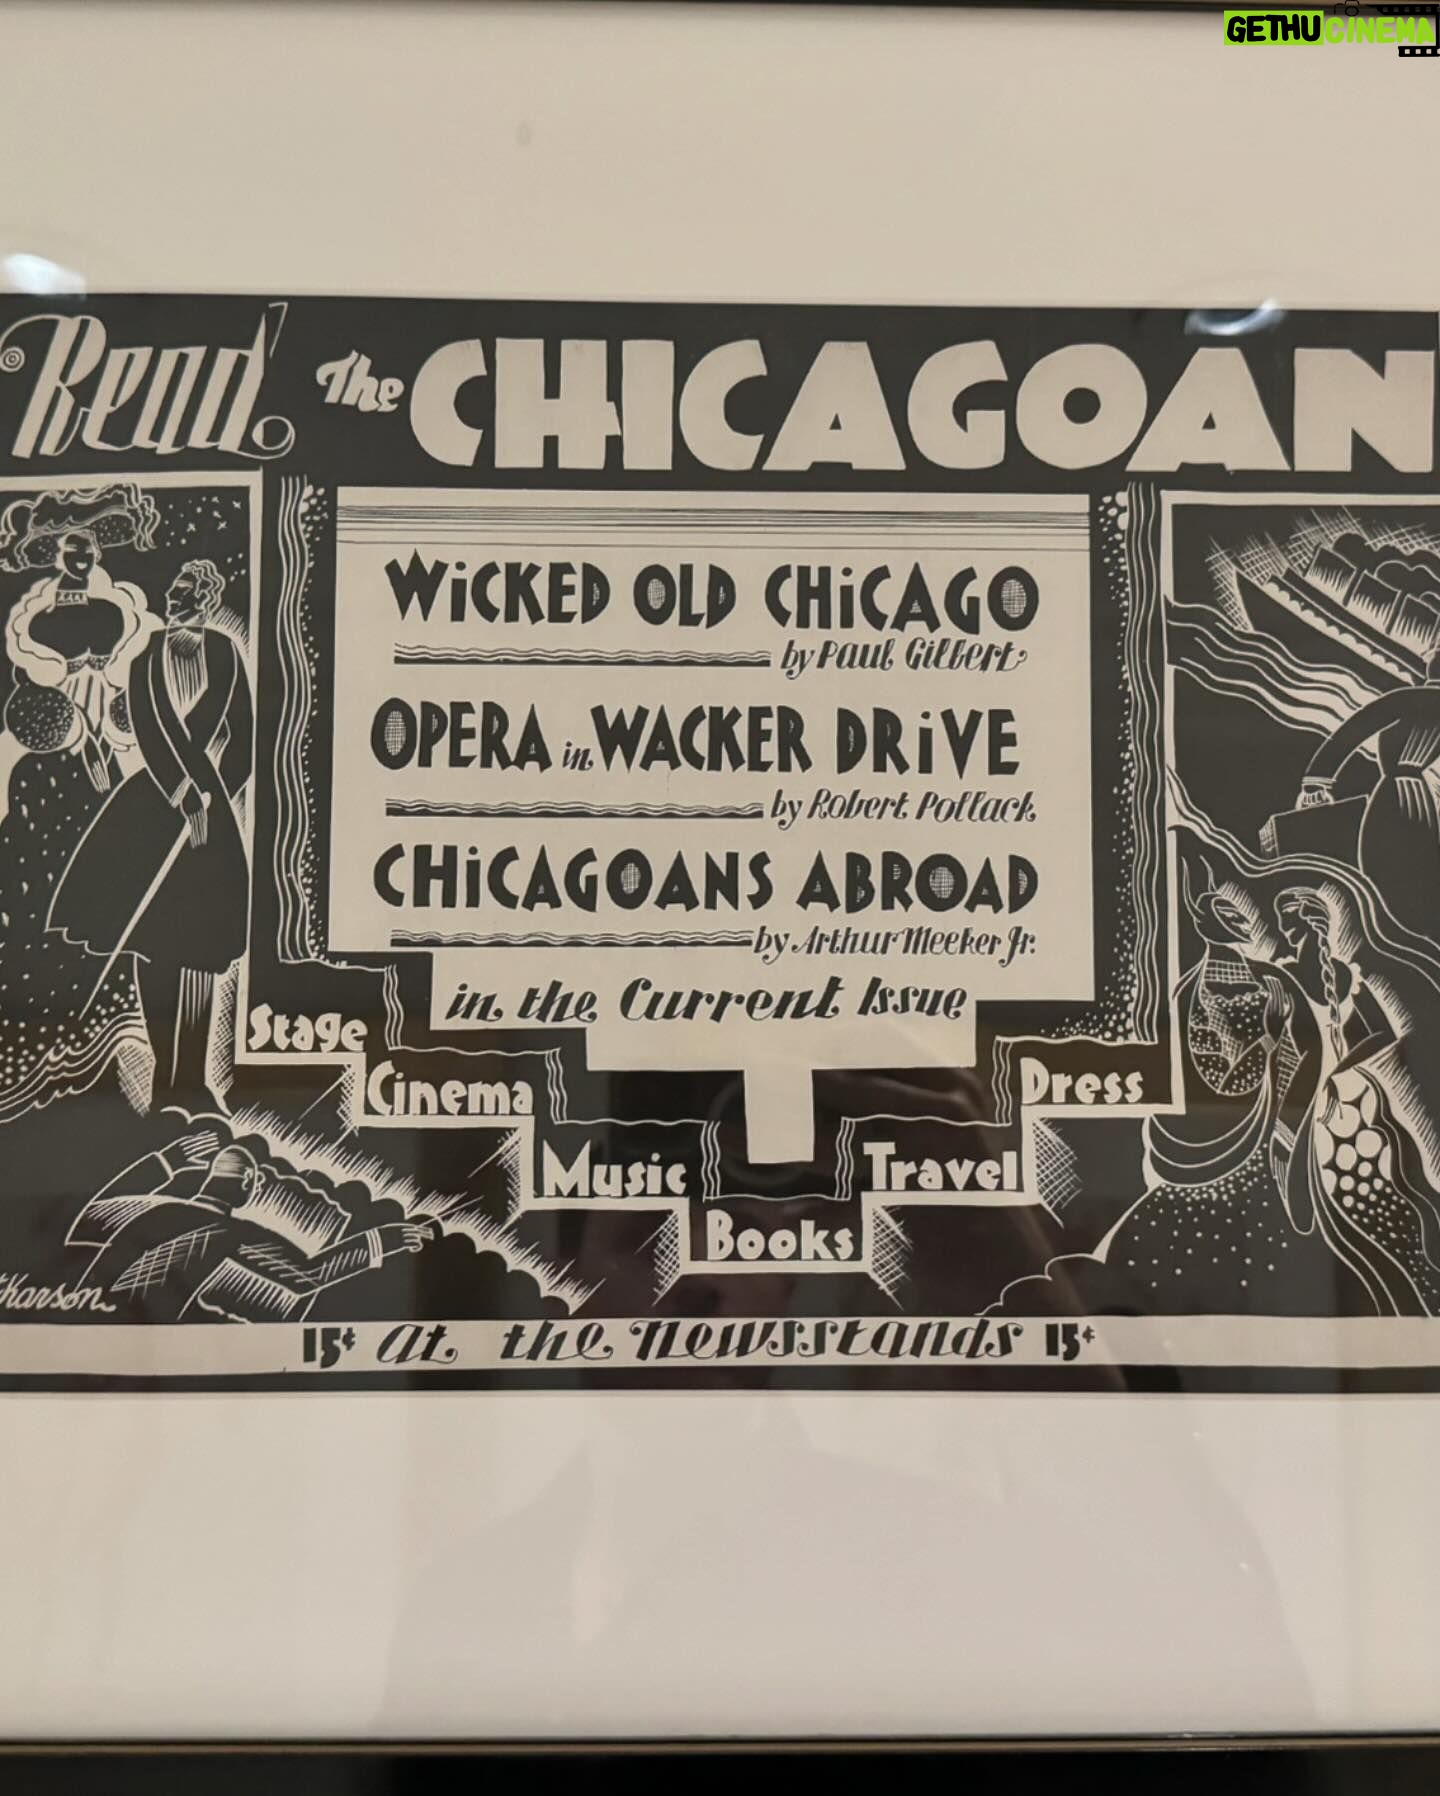 GETHU CINEMA
Read! The CHICAGOAN
WiCKED OLD CHiCAGO
by Paul Gilbert
OPERA in WACKER DRiVE
by Robert Pollack
CHiCAGOANS ABROAD
by Arthur Meeker Jr.
in the Current Issue
Stage
Cinema
Music
Books
Travel
Dress
Karson
15¢ at the Newsstands 15¢